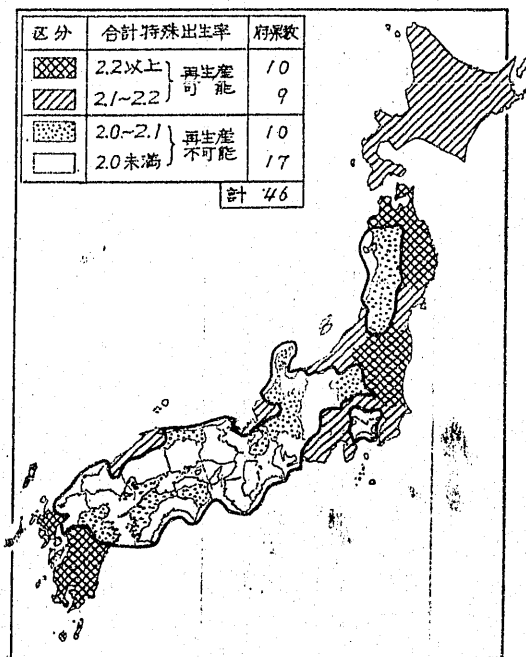 区分 合計特殊出生率 府県数
2.2以上 再生産可能 10
2.1~2.2 9
2.0~2.1 再生産不可能 10
2.0未満 17
計 46